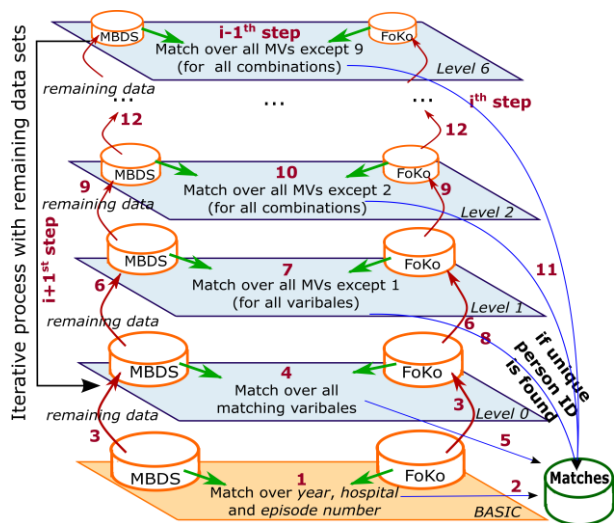 i-1th step
MBDS
FoKo
Match over all MVs except 9
(for all combinations)
Level 6
remaining data
...
...
...
ith step
12
12
MBDS
10
FoKo
9
Match over all MVs except 2
9
remaining data
(for all combinations)
Level 2
MBDS
7
FoKo
11
6
Match over all MVs except 1
(for all varibales)
Level 1
remaining data
6
8
MBDS
4
FoKo
Match over all
matching varibales
Level 0
remaining data
3
3
5
MBDS
1
FoKo
2
Match over year, hospital
and episode number
BASIC
Matches
if unique
person ID
is found
i+1st step
Iterative process with remaining data sets